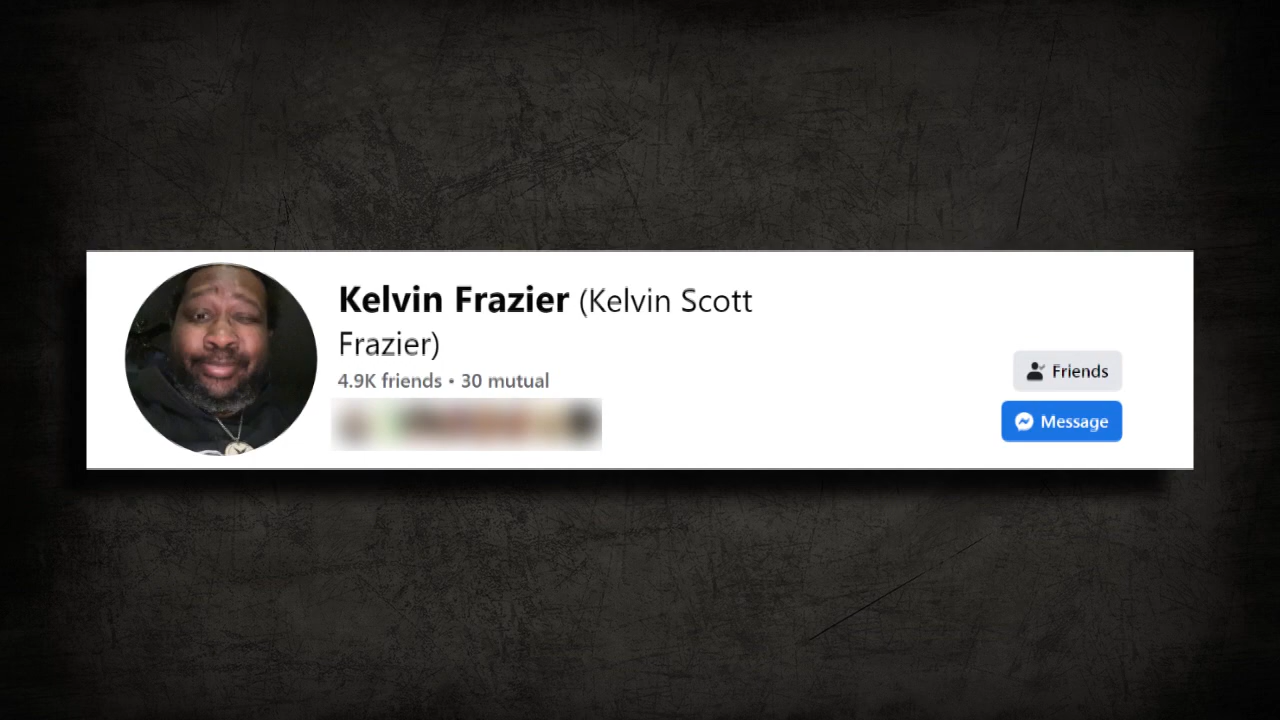 Kelvin Frazier (Kelvin Scott
Frazier)
4.9K friends • 30 mutual
Friends
Message